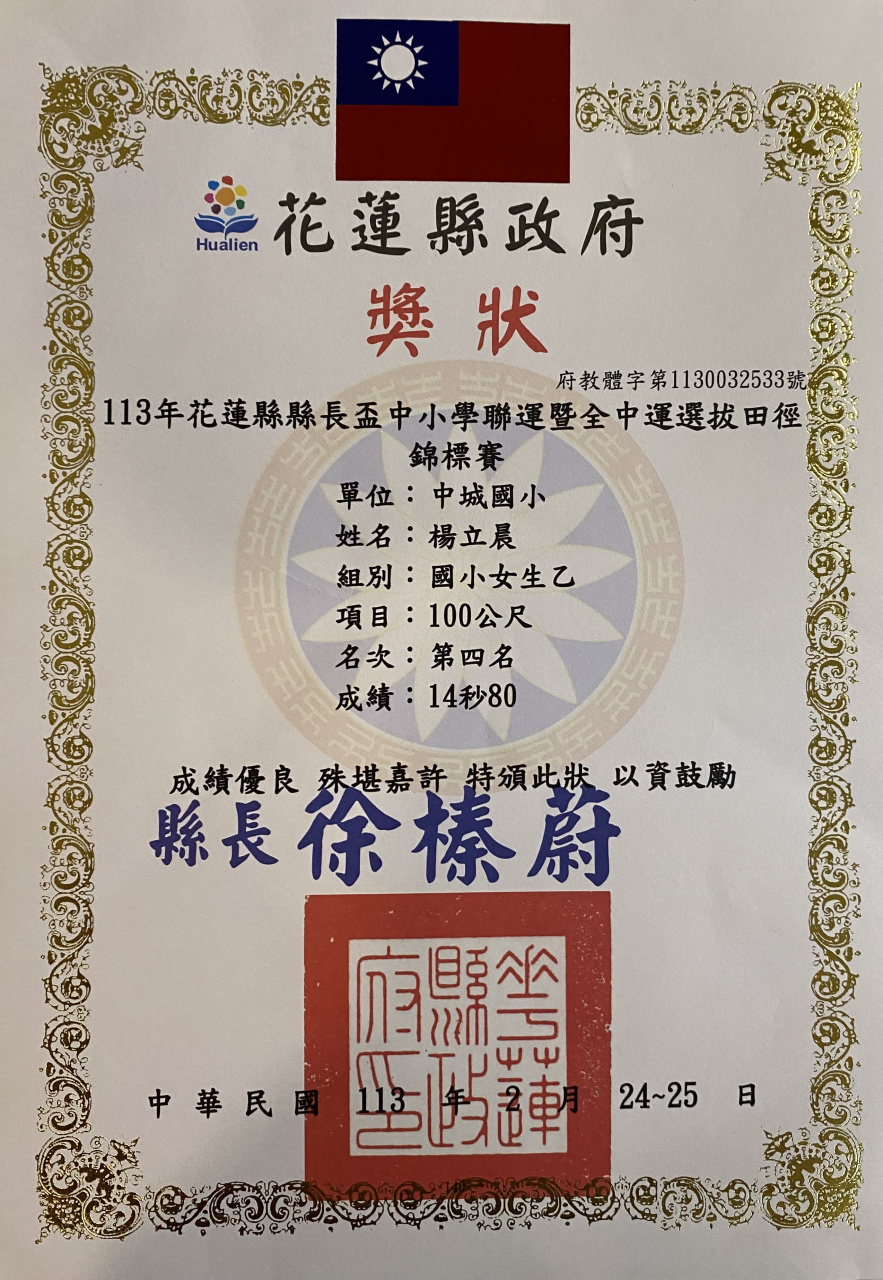 Hualien 花蓮縣政府
獎狀
府教體字第1130032533號
113年花蓮縣縣長盃中小學聯運暨全中運選拔田徑
錦標賽
單位：中城國小
姓名：楊立晨
組別：國小女生乙
項目：100公尺
名次：第四名
成績：14秒80
成績優良 殊堪嘉許 特頒此狀 以資鼓勵
縣長 徐榛蔚
花蓮縣政府印
中華民國 113 年 2 月 24~25 日